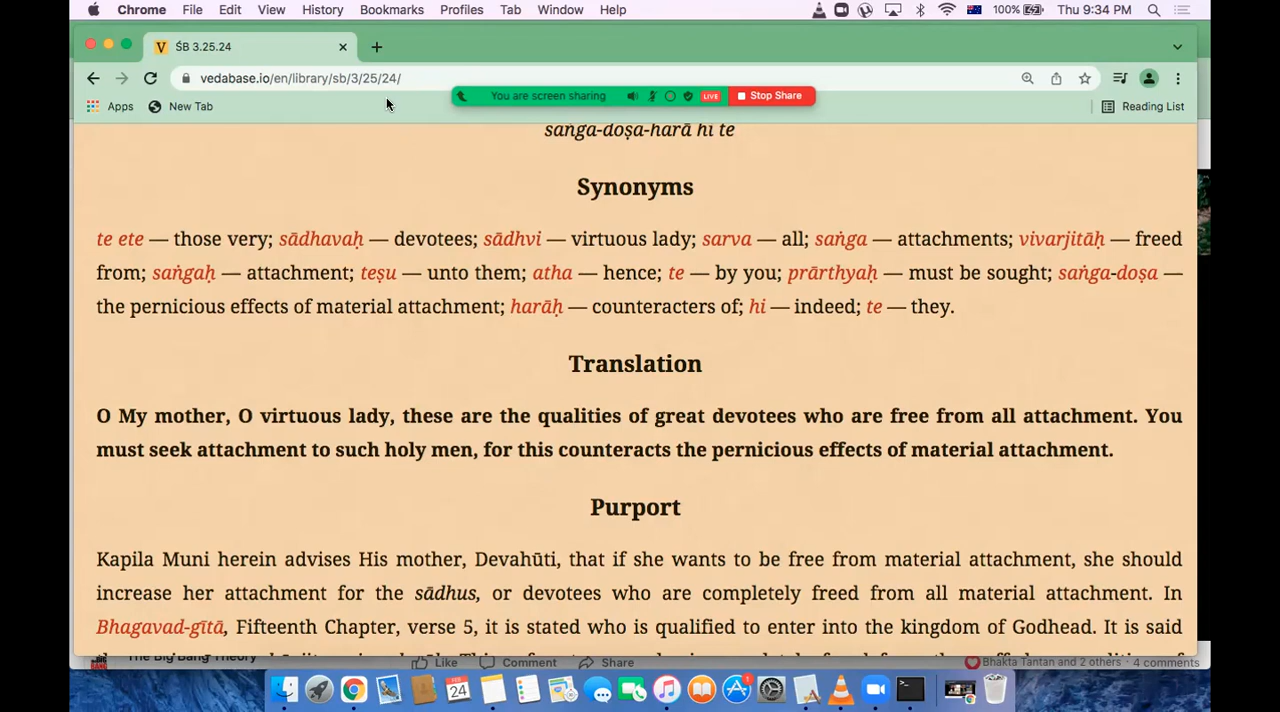 Chrome File Edit View History Bookmarks Profiles Tab Window Help 100% Thu 9:34 PM
V ŚB 3.25.24
vedabase.io/en/library/sb/3/25/24/
You are screen sharing LIVE Stop Share
Apps New Tab Reading List
saṅga-doṣa-harā hi te
Synonyms
te ete — those very; sādhavaḥ — devotees; sādhvi — virtuous lady; sarva — all; saṅga — attachments; vivarjitāḥ — freed
from; saṅgaḥ — attachment; teṣu — unto them; atha — hence; te — by you; prārthyaḥ — must be sought; saṅga-doṣa —
the pernicious effects of material attachment; harāḥ — counteracters of; hi — indeed; te — they.
Translation
O My mother, O virtuous lady, these are the qualities of great devotees who are free from all attachment. You
must seek attachment to such holy men, for this counteracts the pernicious effects of material attachment.
Purport
Kapila Muni herein advises His mother, Devahūti, that if she wants to be free from material attachment, she should
increase her attachment for the sādhus, or devotees who are completely freed from all material attachment. In
Bhagavad-gītā, Fifteenth Chapter, verse 5, it is stated who is qualified to enter into the kingdom of Godhead. It is said
The Big Bang Theory Like Comment Share Bhakta Tantan and 2 others • 4 comments
FEB
24
1